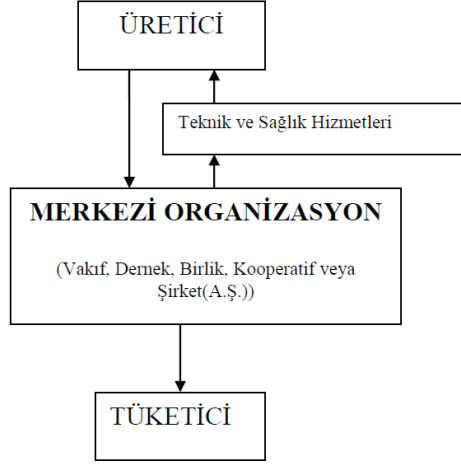 ÜRETİCİ
Teknik ve Sağlık Hizmetleri
MERKEZİ ORGANİZASYON
(Vakıf, Dernek, Birlik, Kooperatif veya
Şirket(A.Ş.))
TÜKETİCİ